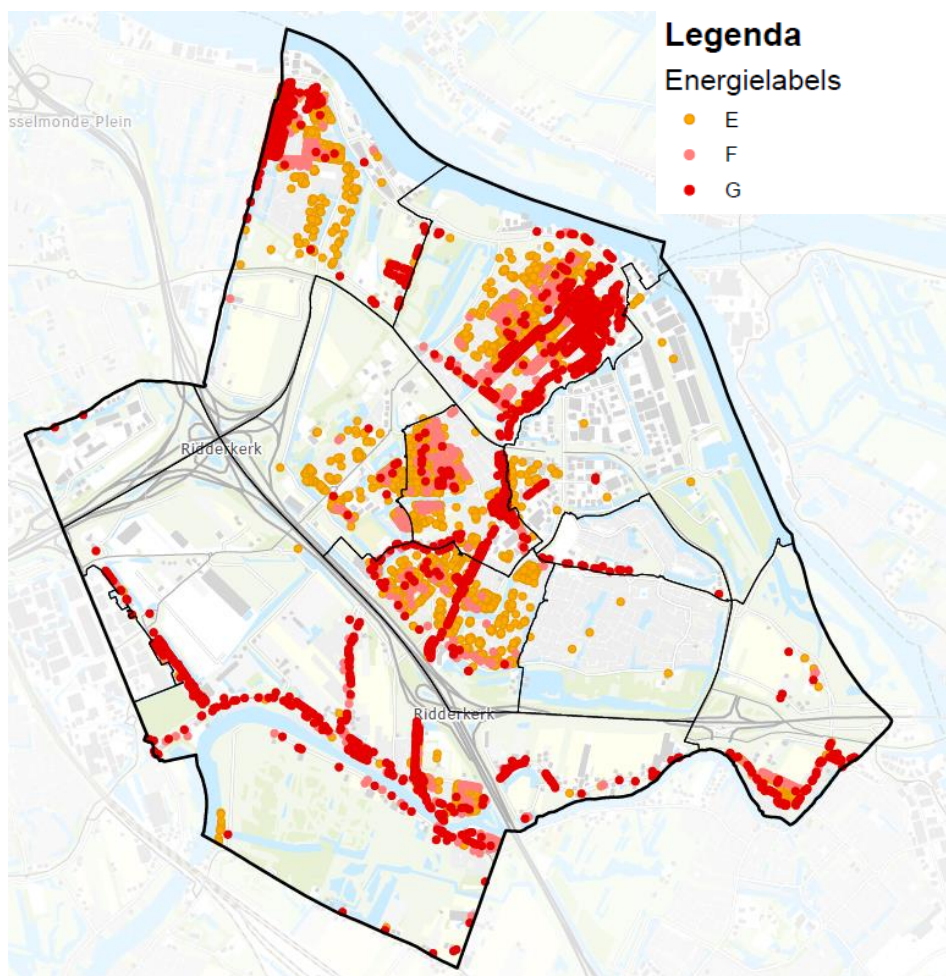 Legenda
Energielabels
E
F
G
sselmonde Plein
Ridderkerk
Ridderkerk